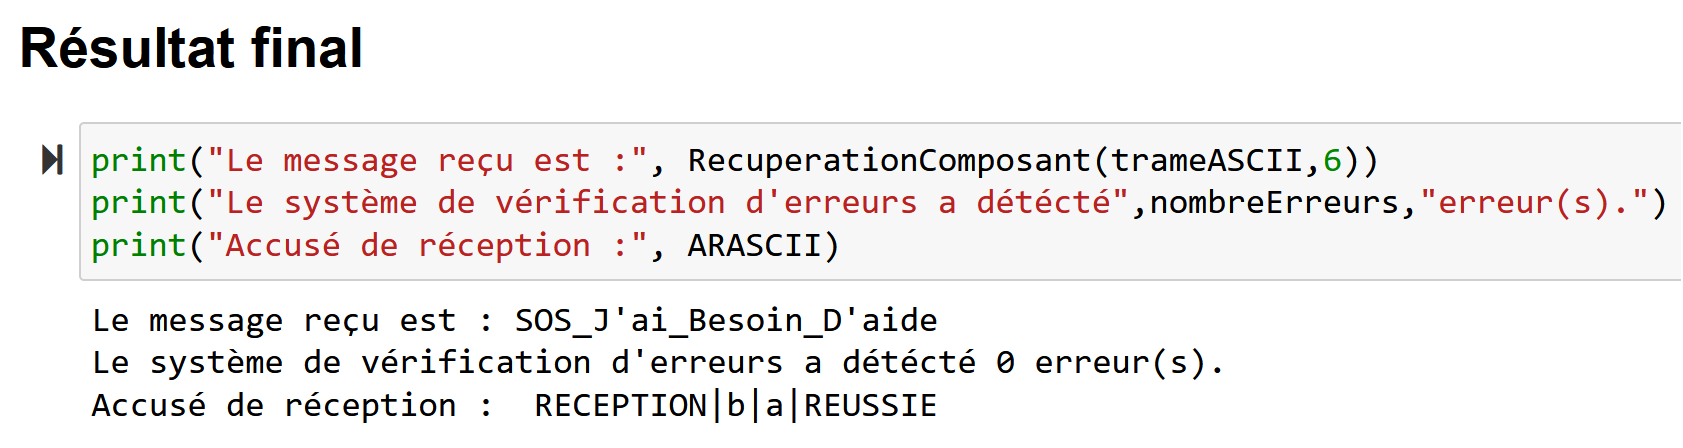 Résultat final
print("Le message reçu est :", RecuperationComposant(trameASCII,6))
print("Le système de vérification d'erreurs a détécté",nombreErreurs,"erreur(s).")
print("Accusé de réception :", ARASCII)
Le message reçu est : SOS_J'ai_Besoin_D'aide
Le système de vérification d'erreurs a détécté 0 erreur(s).
Accusé de réception :  RECEPTION|b|a|REUSSIE